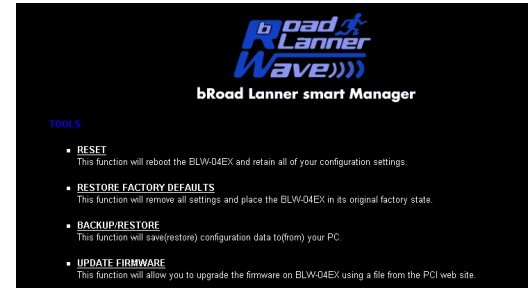 bRoad
Lanner
Wave))))
bRoad Lanner smart Manager
TOOLS
RESET
This function will reboot the BLW-04EX and retain all of your configuration settings.
RESTORE FACTORY DEFAULTS
This function will remove all settings and place the BLW-04EX in its original factory state.
BACKUP/RESTORE
This function will save(restore) configuration data to(from) your PC.
UPDATE FIRMWARE
This function will allow you to upgrade the firmware on BLW-04EX using a file from the PCI web site.